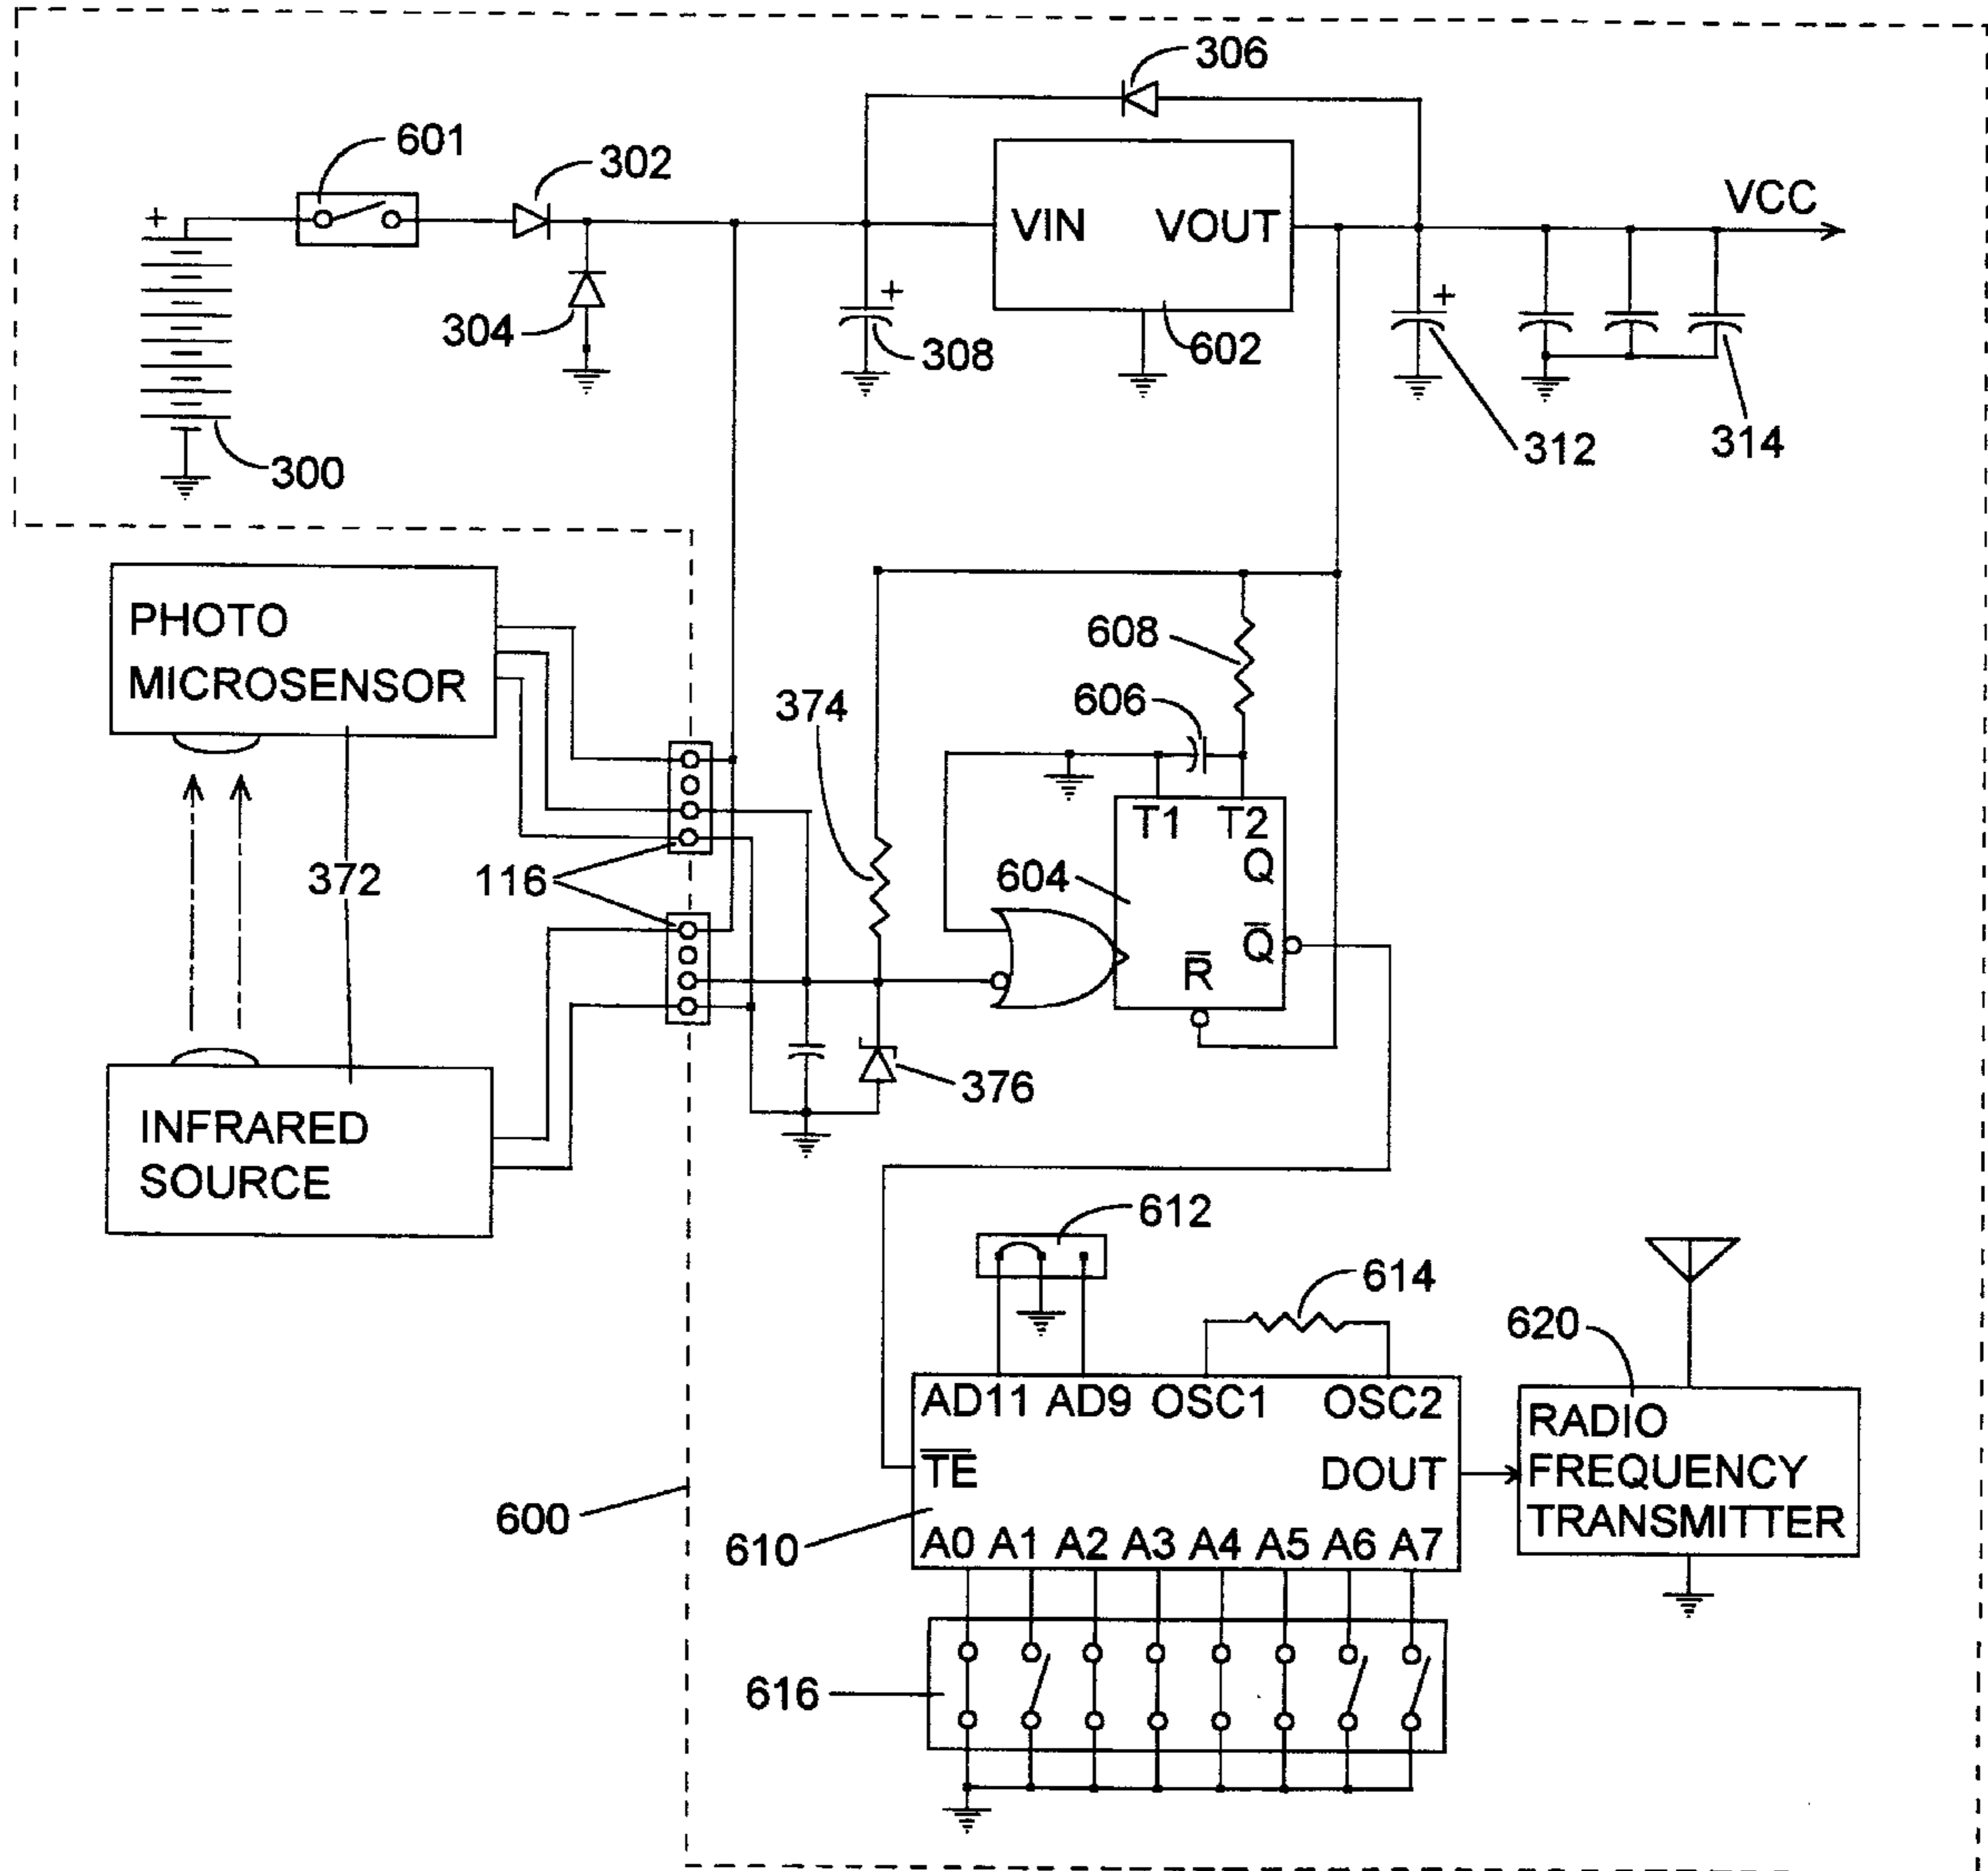 306
601
302
VCC
+
VIN VOUT
+
+
304
308
602
300
312
314
PHOTO
MICROSENSOR
608
606
374
T1 T2
Q
372
116
604
Q̅
R̅
376
INFRARED
SOURCE
612
614
620
AD11 AD9 OSC1 OSC2
RADIO
FREQUENCY
TRANSMITTER
T̅E̅
DOUT
600
610
A0 A1 A2 A3 A4 A5 A6 A7
616